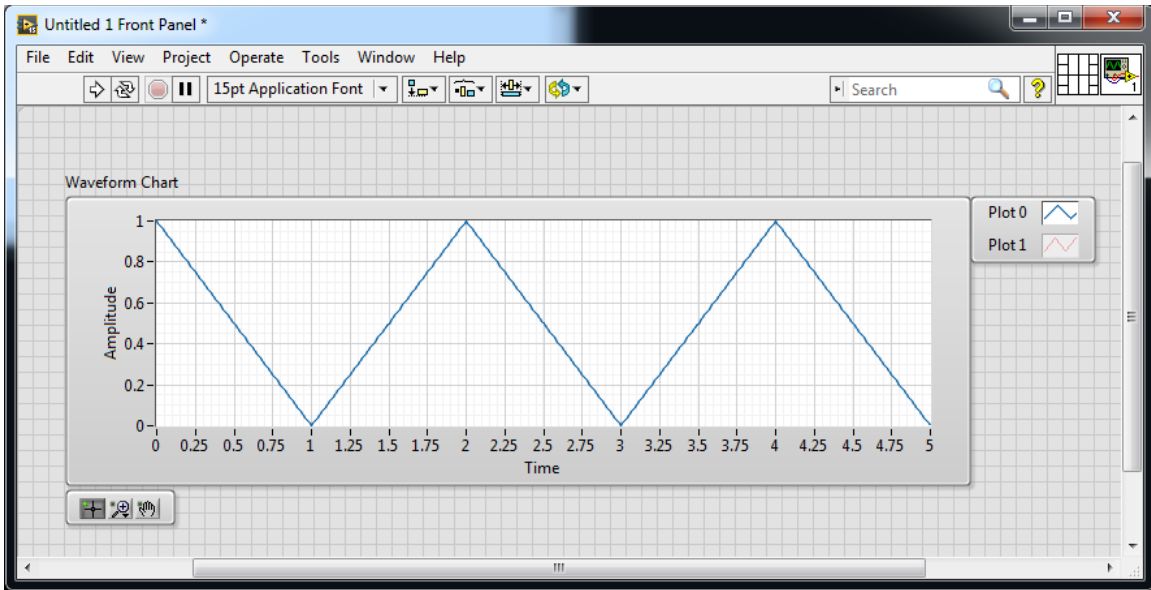 Untitled 1 Front Panel *
File Edit View Project Operate Tools Window Help
15pt Application Font
Search
?
15
1
Waveform Chart
Plot 0
Plot 1
Amplitude
1
0.8
0.6
0.4
0.2
0
0 0.25 0.5 0.75 1 1.25 1.5 1.75 2 2.25 2.5 2.75 3 3.25 3.5 3.75 4 4.25 4.5 4.75 5
Time